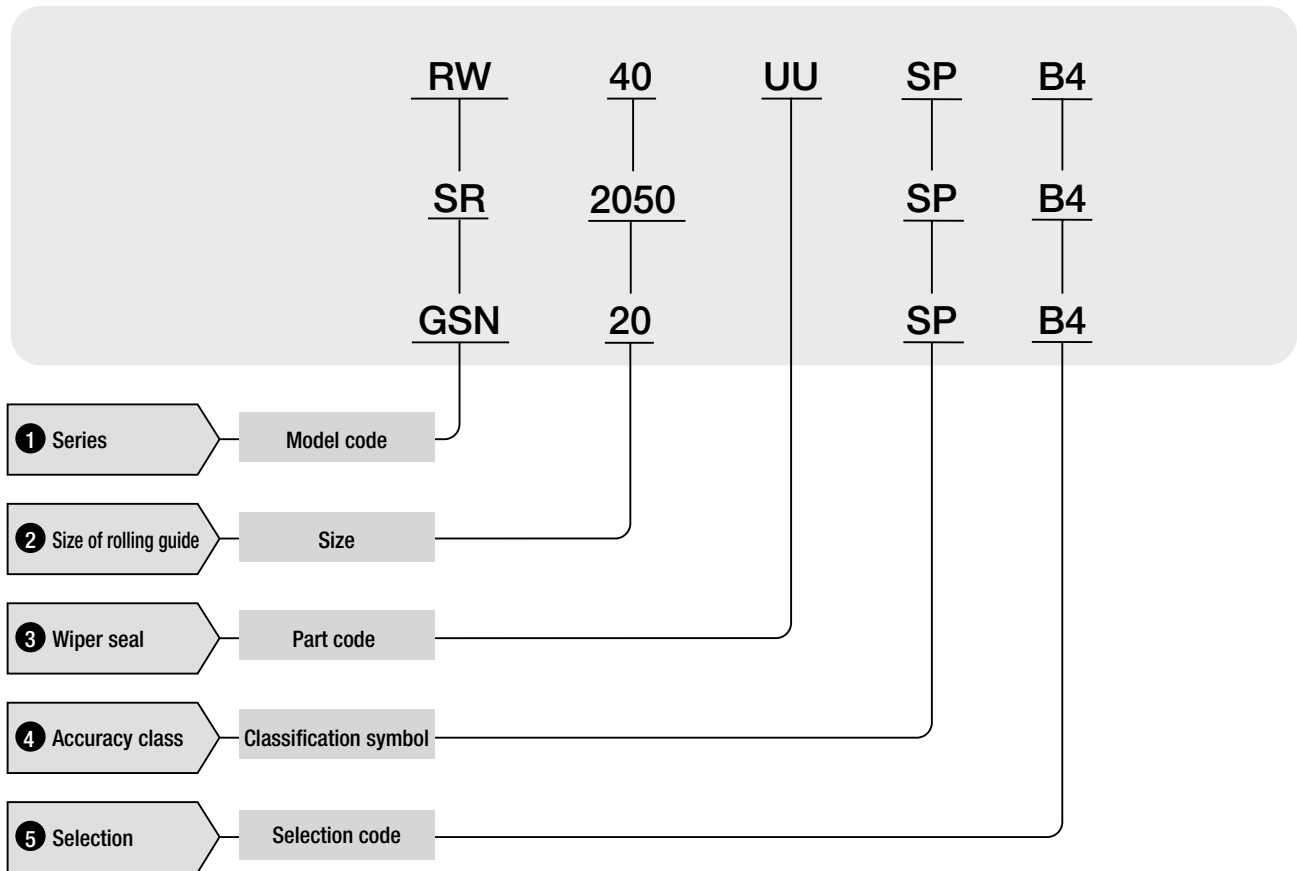 RW 40 UU SP B4
SR 2050 SP B4
GSN 20 SP B4
1 Series Model code
2 Size of rolling guide Size
3 Wiper seal Part code
4 Accuracy class Classification symbol
5 Selection Selection code